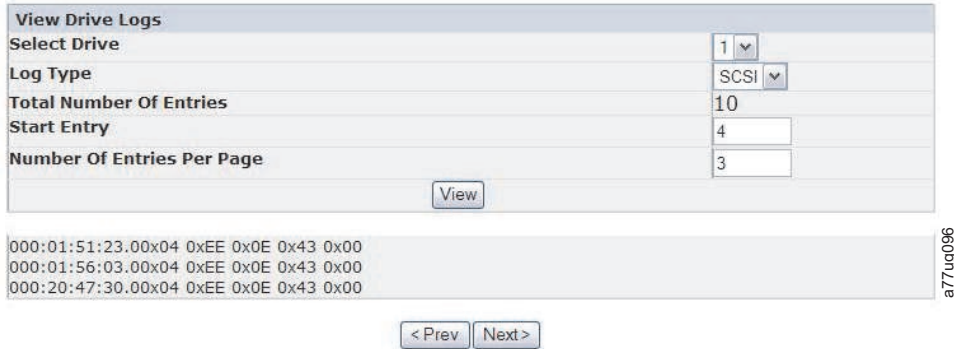 View Drive Logs
Select Drive 1
Log Type SCSI
Total Number Of Entries 10
Start Entry 4
Number Of Entries Per Page 3
View
000:01:51:23.00x04 0xEE 0x0E 0x43 0x00
000:01:56:03.00x04 0xEE 0x0E 0x43 0x00
000:20:47:30.00x04 0xEE 0x0E 0x43 0x00
a77ug096
< Prev Next >